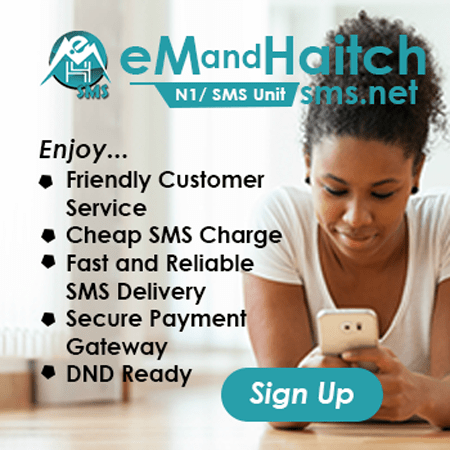 eMandHaitch
N1/ SMS Unit
sms.net
eMH
SMS
Enjoy...
Friendly Customer
Service
Cheap SMS Charge
Fast and Reliable
SMS Delivery
Secure Payment
Gateway
DND Ready
Sign Up